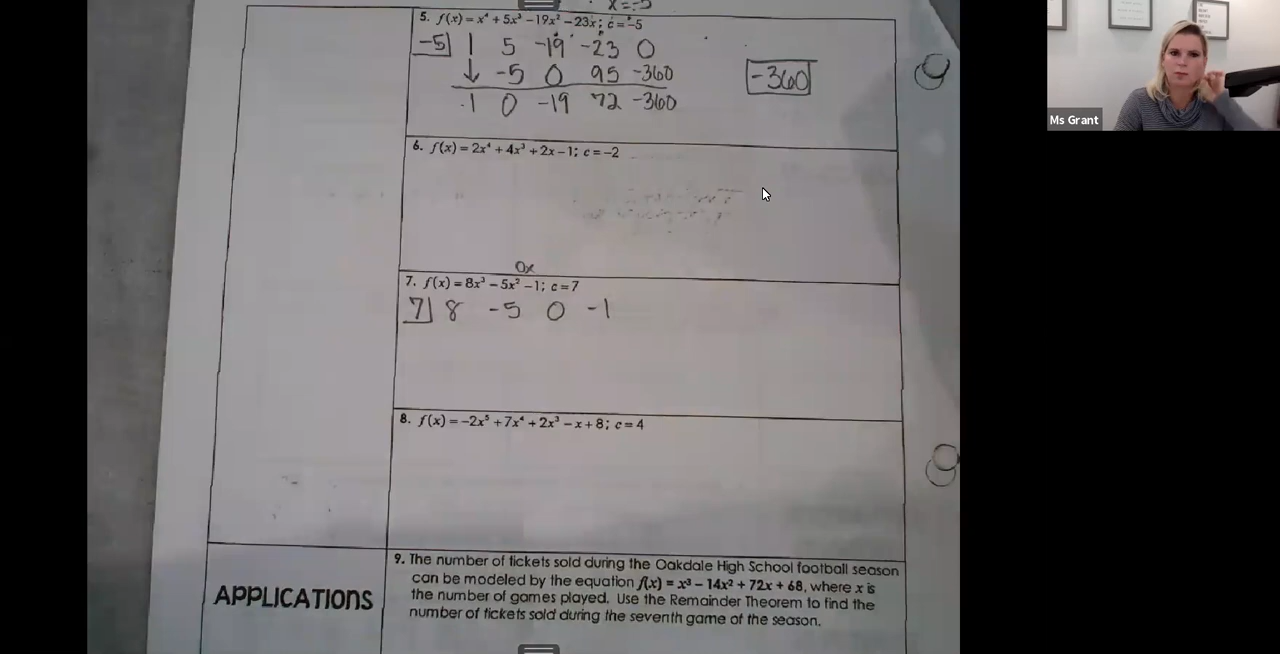 x=-5
5. f(x) = x⁴ + 5x³ − 19x² − 23x; c = −5
-5| 1 5 -19 -23 0
↓ -5 0 95 -360
1 0 -19 72 -360
-360
6. f(x) = 2x⁴ + 4x³ + 2x − 1; c = −2
0x
7. f(x) = 8x³ − 5x² − 1; c = 7
7| 8 -5 0 -1
8. f(x) = −2x⁵ + 7x⁴ + 2x³ − x + 8; c = 4
APPLICATIONS
9. The number of tickets sold during the Oakdale High School football season
can be modeled by the equation f(x) = x³ − 14x² + 72x + 68, where x is
the number of games played. Use the Remainder Theorem to find the
number of tickets sold during the seventh game of the season.
Ms Grant